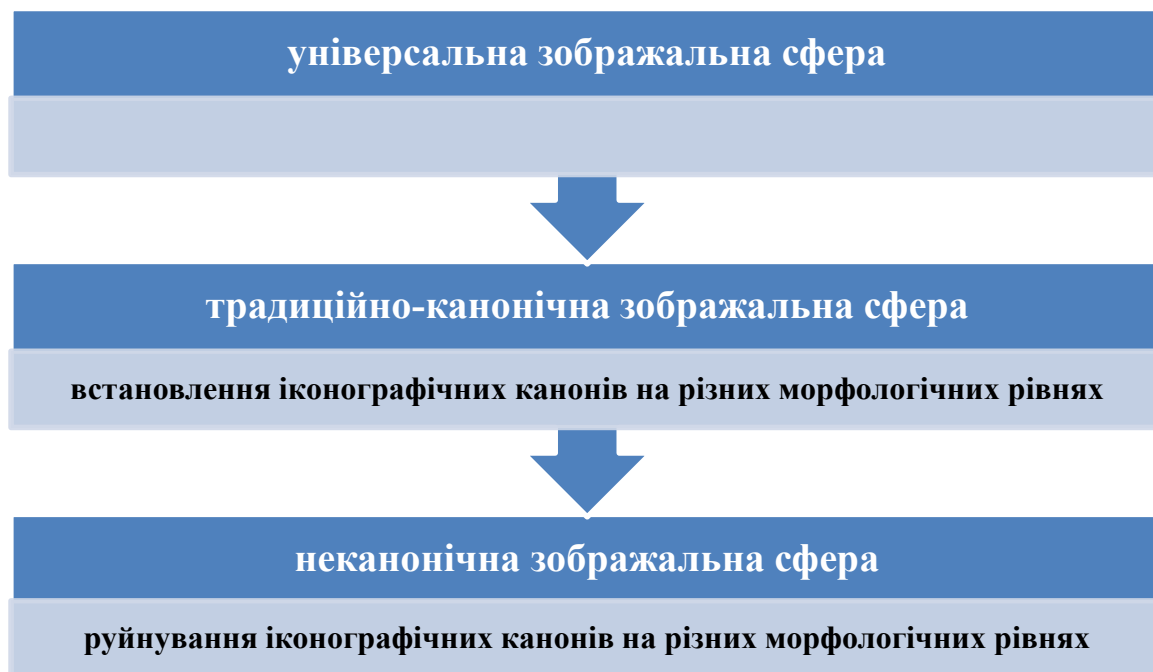 універсальна зображальна сфера
традиційно-канонічна зображальна сфера
встановлення іконографічних канонів на різних морфологічних рівнях
неканонічна зображальна сфера
руйнування іконографічних канонів на різних морфологічних рівнях